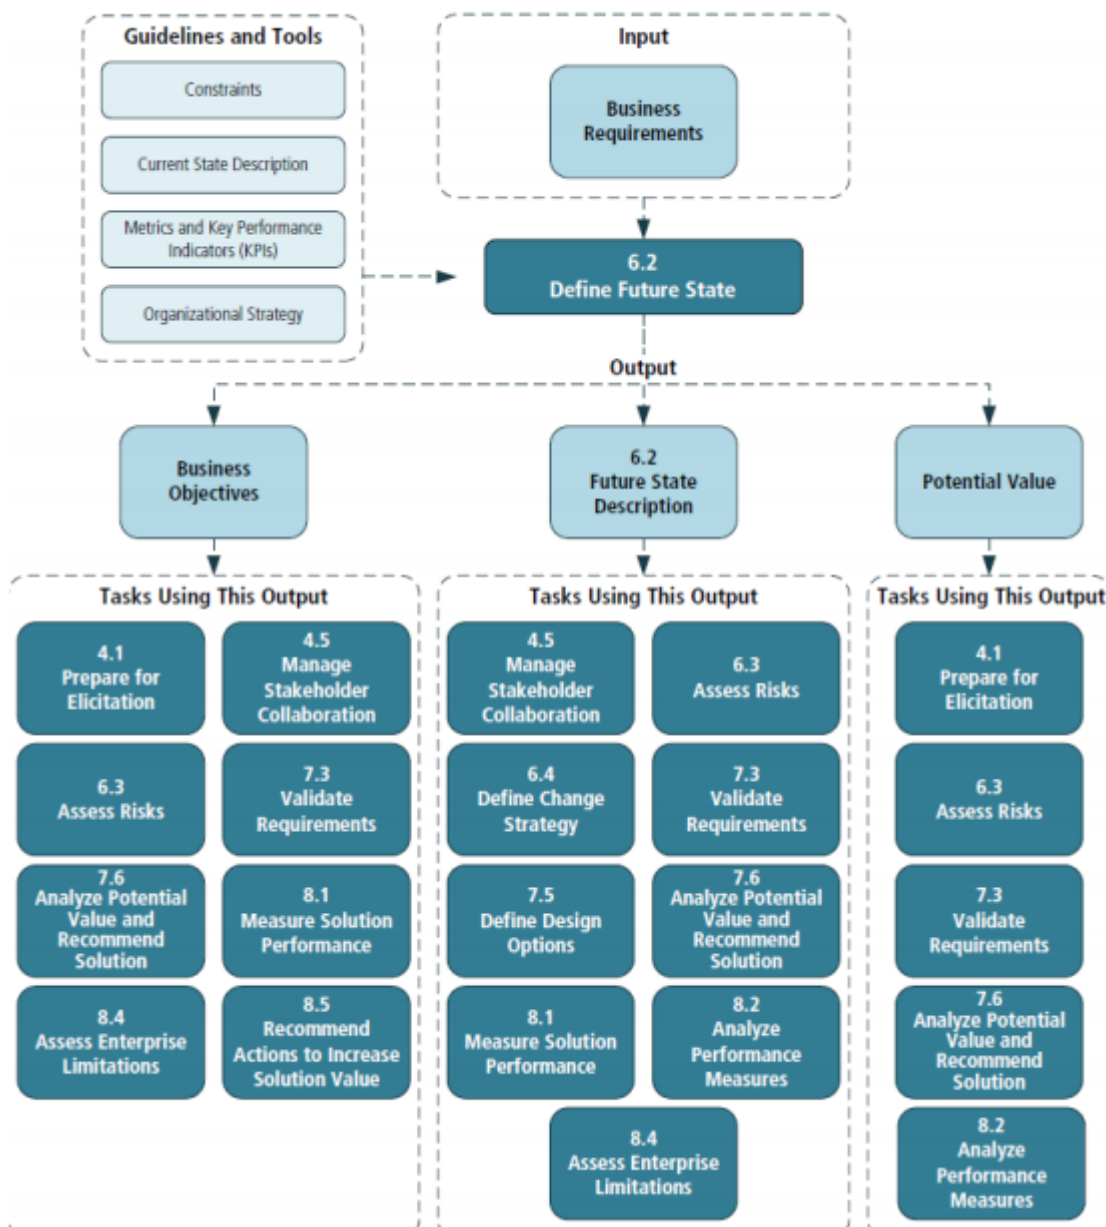 Guidelines and Tools
Constraints
Current State Description
Metrics and Key Performance
Indicators (KPIs)
Organizational Strategy
Input
Business
Requirements
6.2
Define Future State
Output
Business
Objectives
6.2
Future State
Description
Potential Value
Tasks Using This Output
4.1
Prepare for
Elicitation
4.5
Manage
Stakeholder
Collaboration
6.3
Assess Risks
7.3
Validate
Requirements
7.6
Analyze Potential
Value and
Recommend
Solution
8.1
Measure Solution
Performance
8.4
Assess Enterprise
Limitations
8.5
Recommend
Actions to Increase
Solution Value
Tasks Using This Output
4.5
Manage
Stakeholder
Collaboration
6.3
Assess Risks
6.4
Define Change
Strategy
7.3
Validate
Requirements
7.5
Define Design
Options
7.6
Analyze Potential
Value and
Recommend
Solution
8.1
Measure Solution
Performance
8.2
Analyze
Performance
Measures
8.4
Assess Enterprise
Limitations
Tasks Using This Output
4.1
Prepare for
Elicitation
6.3
Assess Risks
7.3
Validate
Requirements
7.6
Analyze Potential
Value and
Recommend
Solution
8.2
Analyze
Performance
Measures